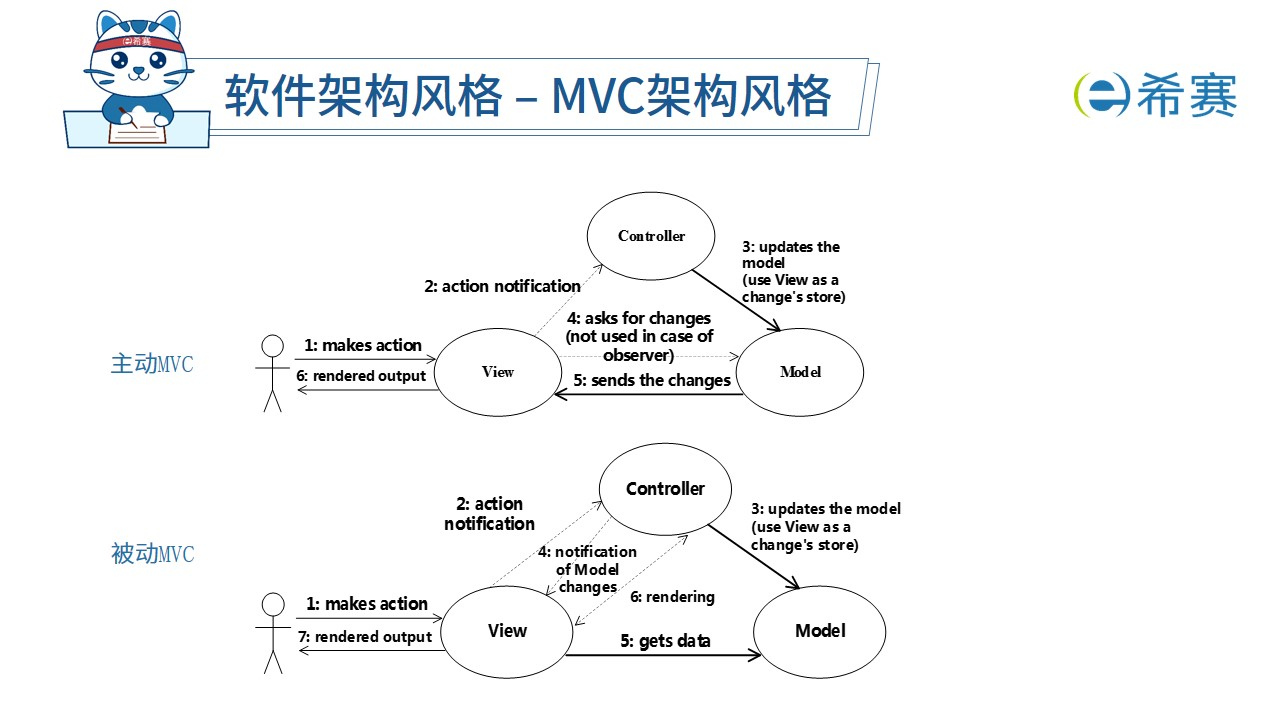 希赛
软件架构风格 – MVC架构风格
希赛
Controller
3: updates the
model
(use View as a
change's store)
2: action notification
4: asks for changes
(not used in case of
observer)
主动MVC
1: makes action
6: rendered output
View
5: sends the changes
Model
Controller
2: action
notification
3: updates the model
(use View as a
change's store)
被动MVC
4: notification
of Model
changes
6: rendering
1: makes action
7: rendered output
View
5: gets data
Model